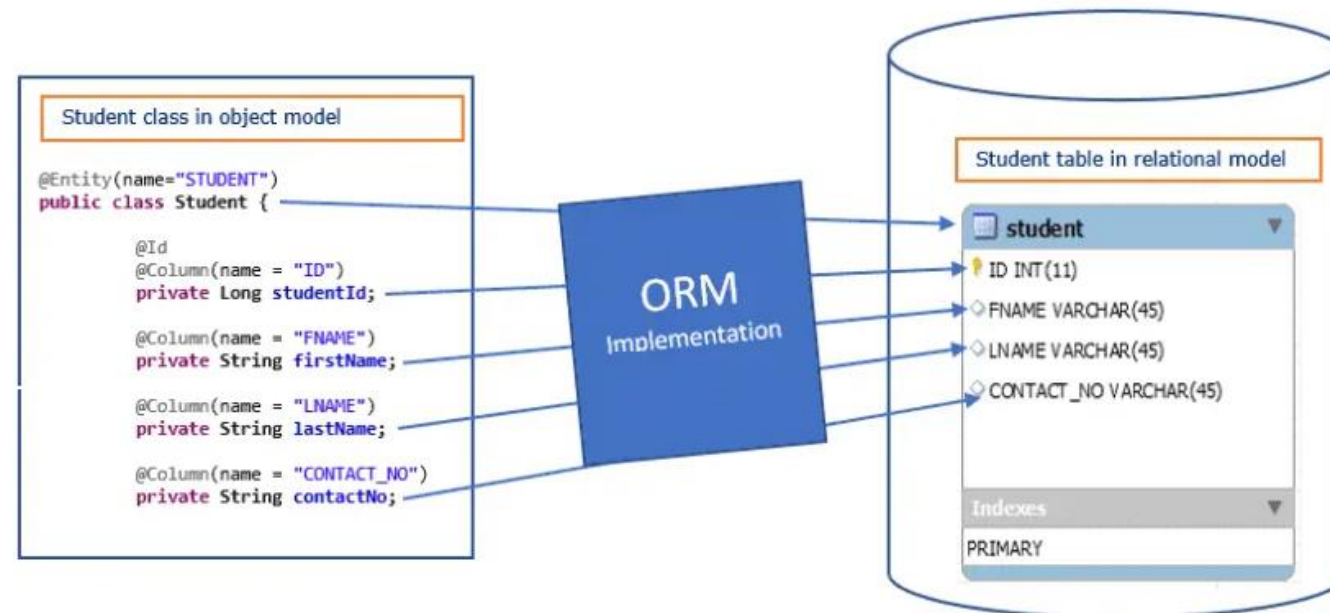 Student class in object model
@Entity(name="STUDENT")
public class Student {
@Id
@Column(name = "ID")
private Long studentId;
@Column(name = "FNAME")
private String firstName;
@Column(name = "LNAME")
private String lastName;
@Column(name = "CONTACT_NO")
private String contactNo;
ORM
Implementation
Student table in relational model
student
ID INT(11)
FNAME VARCHAR(45)
LNAME VARCHAR(45)
CONTACT_NO VARCHAR(45)
Indexes
PRIMARY